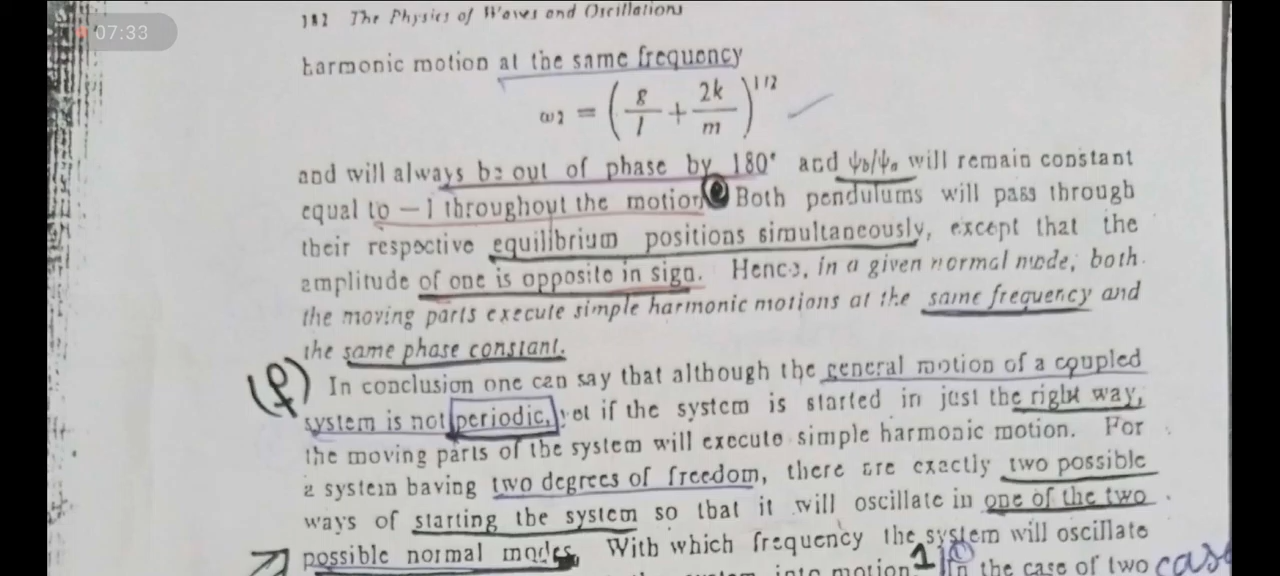 07:33
182 The Physics of Waves and Oscillations
harmonic motion at the same frequency
ω2 = (g/l + 2k/m)^1/2
and will always be out of phase by 180° and ψb/ψa will remain constant
equal to —1 throughout the motion. Both pendulums will pass through
their respective equilibrium positions simultaneously, except that the
amplitude of one is opposite in sign. Hence, in a given normal mode, both
the moving parts execute simple harmonic motions at the same frequency and
the same phase constant.
(f) In conclusion one can say that although the general motion of a coupled
system is not periodic, yet if the system is started in just the right way,
the moving parts of the system will execute simple harmonic motion. For
a system having two degrees of freedom, there are exactly two possible
ways of starting the system so that it will oscillate in one of the two
possible normal modes. With which frequency the system will oscillate
system into motion. 1 In the case of two case